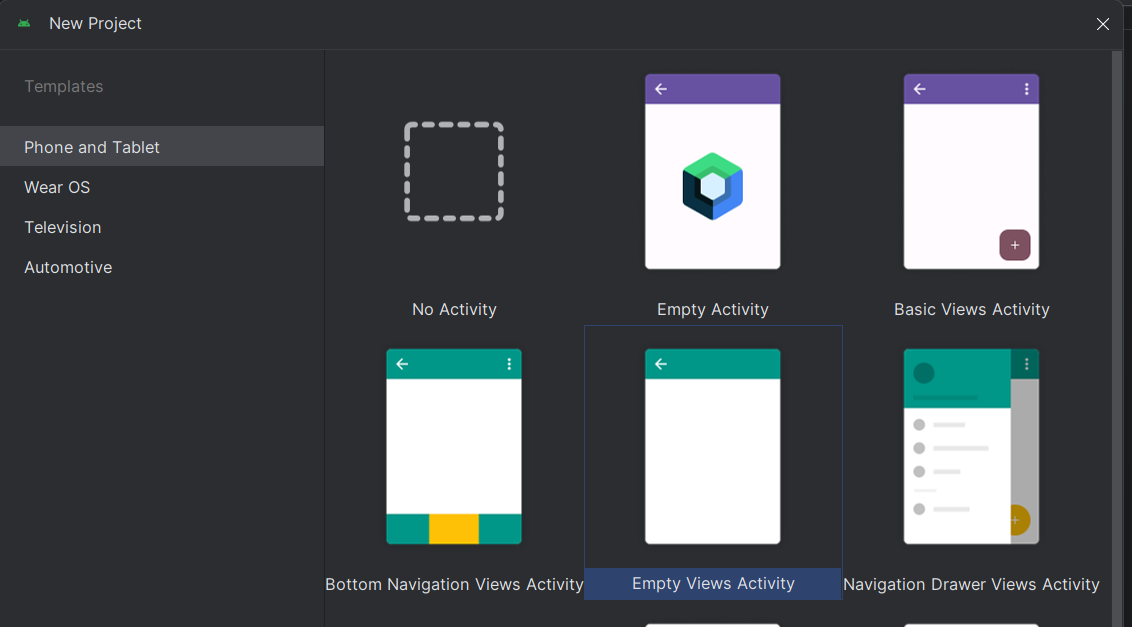 New Project
Templates
Phone and Tablet
Wear OS
Television
Automotive
No Activity
Empty Activity
Basic Views Activity
Bottom Navigation Views Activity
Empty Views Activity
Navigation Drawer Views Activity